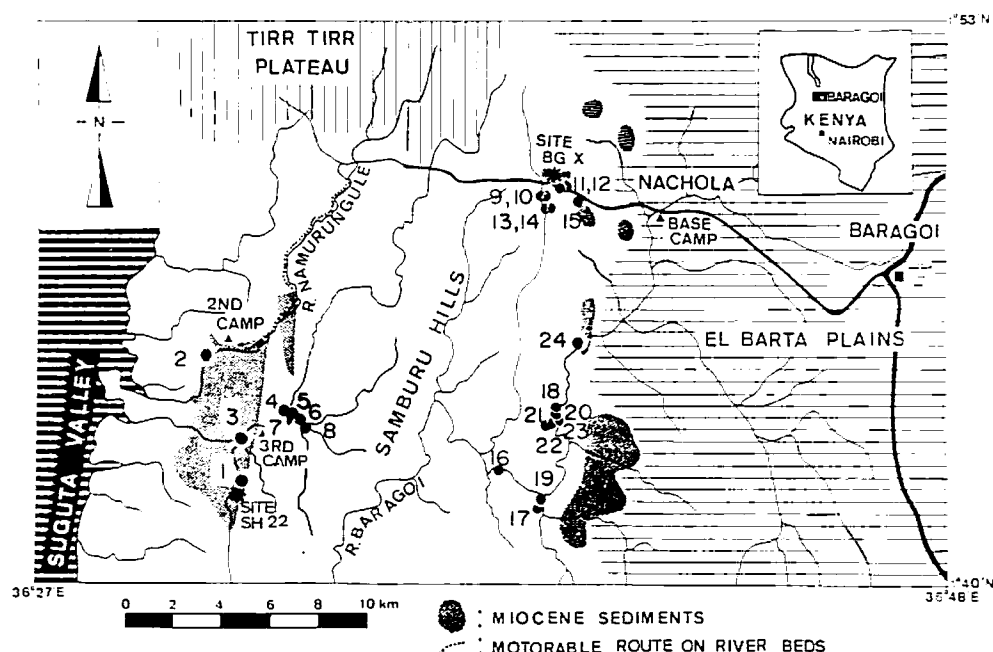 1°53'N
TIRR TIRR
PLATEAU
N
BARAGOI
KENYA
NAIROBI
SITE
BG X
11,12
NACHOLA
9,10
13,14
15
BASE
CAMP
BARAGOI
R. NAMURUNGULE
2ND
CAMP
2
SAMBURU HILLS
24
EL BARTA PLAINS
SUGUTA VALLEY
18
4
5
6
21
20
3
7
8
23
22
3RD
CAMP
16
1
19
SITE
SH 22
R. BARAGOI
17
36°27'E
1°40'N
36°48'E
0 2 4 6 8 10 km
: MIOCENE SEDIMENTS
: MOTORABLE ROUTE ON RIVER BEDS